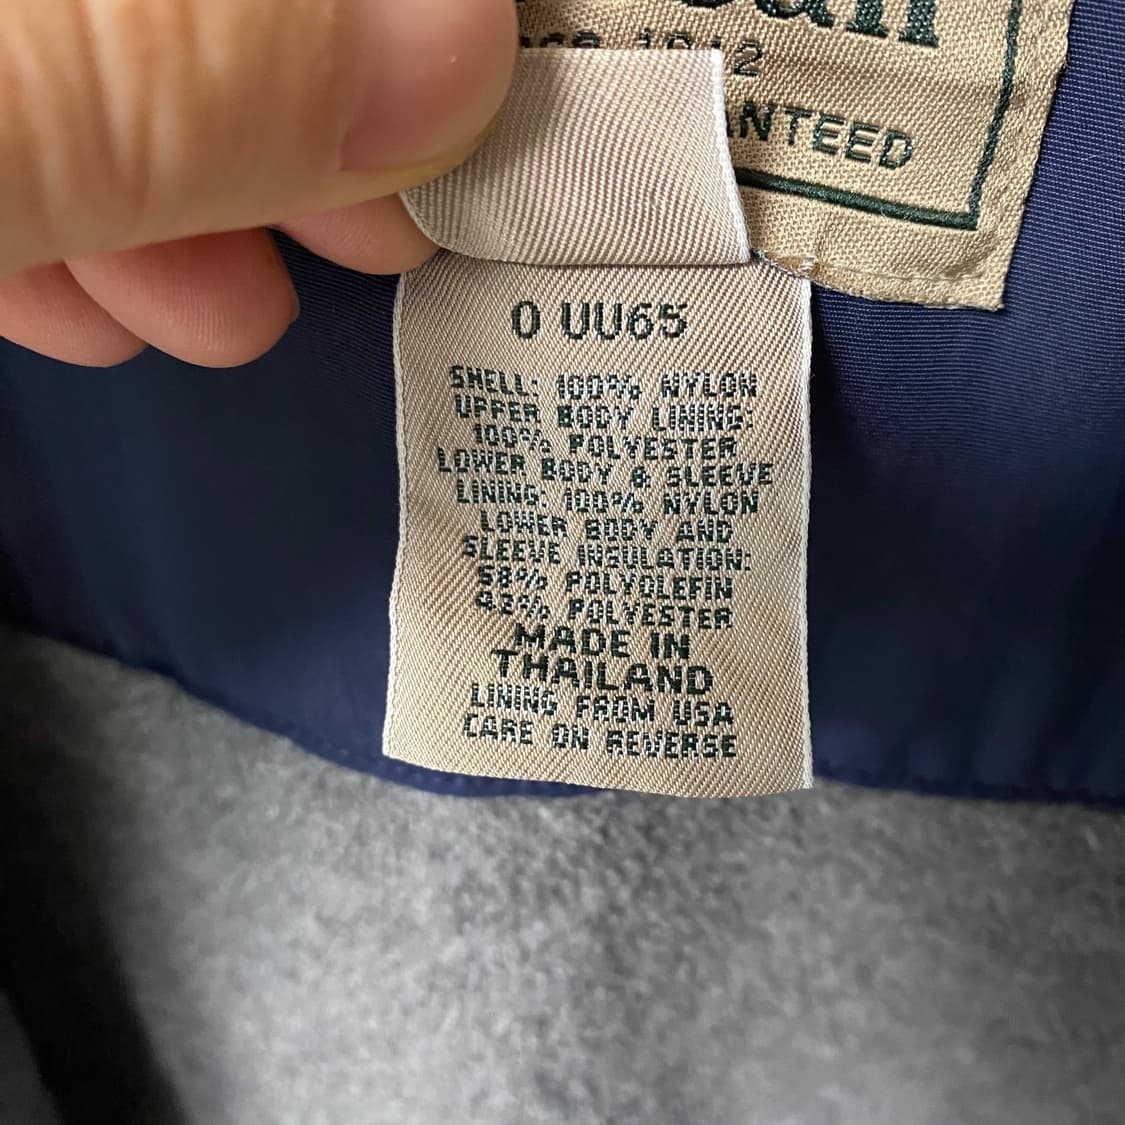 1912
ANTEED
0 UU65
SHELL: 100% NYLON
UPPER BODY LINING:
100% POLYESTER
LOWER BODY & SLEEVE
LINING: 100% NYLON
LOWER BODY AND
SLEEVE INSULATION:
58% POLYOLEFIN
42% POLYESTER
MADE IN
THAILAND
LINING FROM USA
CARE ON REVERSE